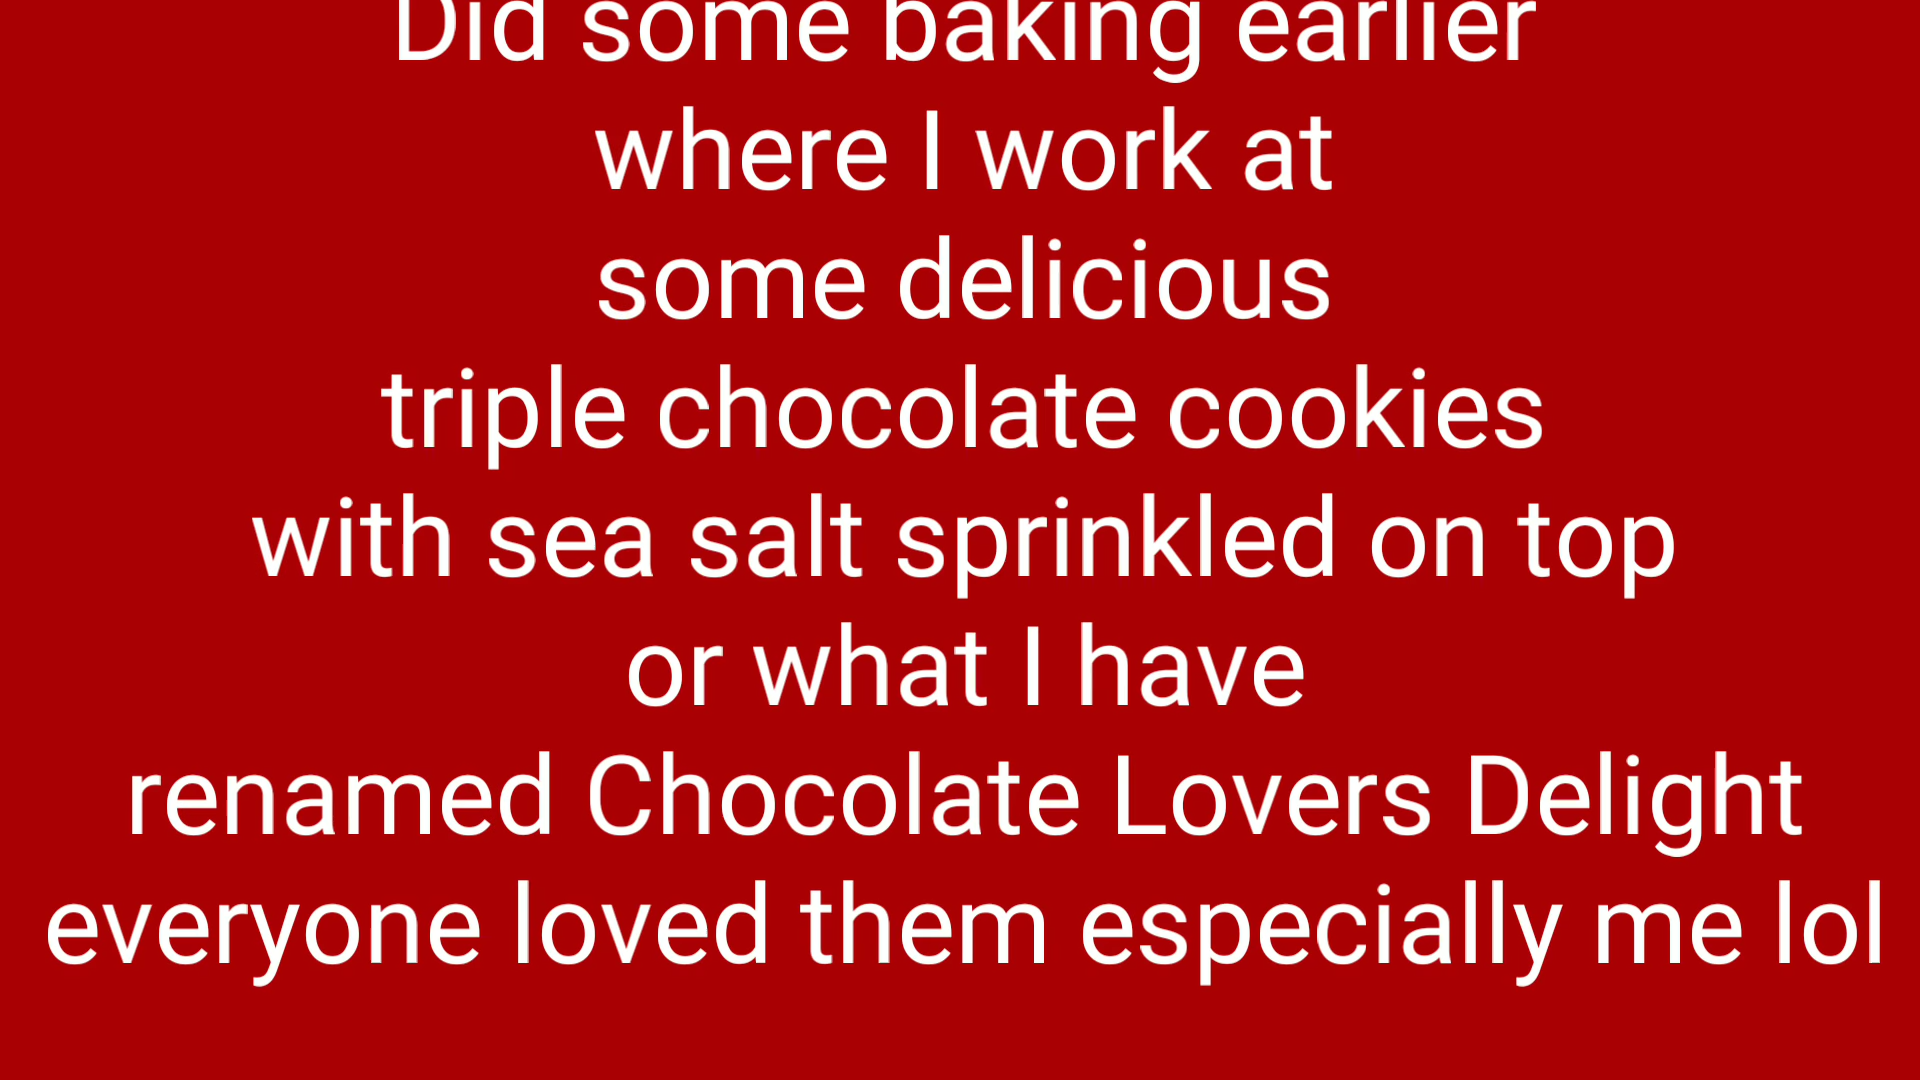 Did some baking earlier
where I work at
some delicious
triple chocolate cookies
with sea salt sprinkled on top
or what I have
renamed Chocolate Lovers Delight
everyone loved them especially me lol